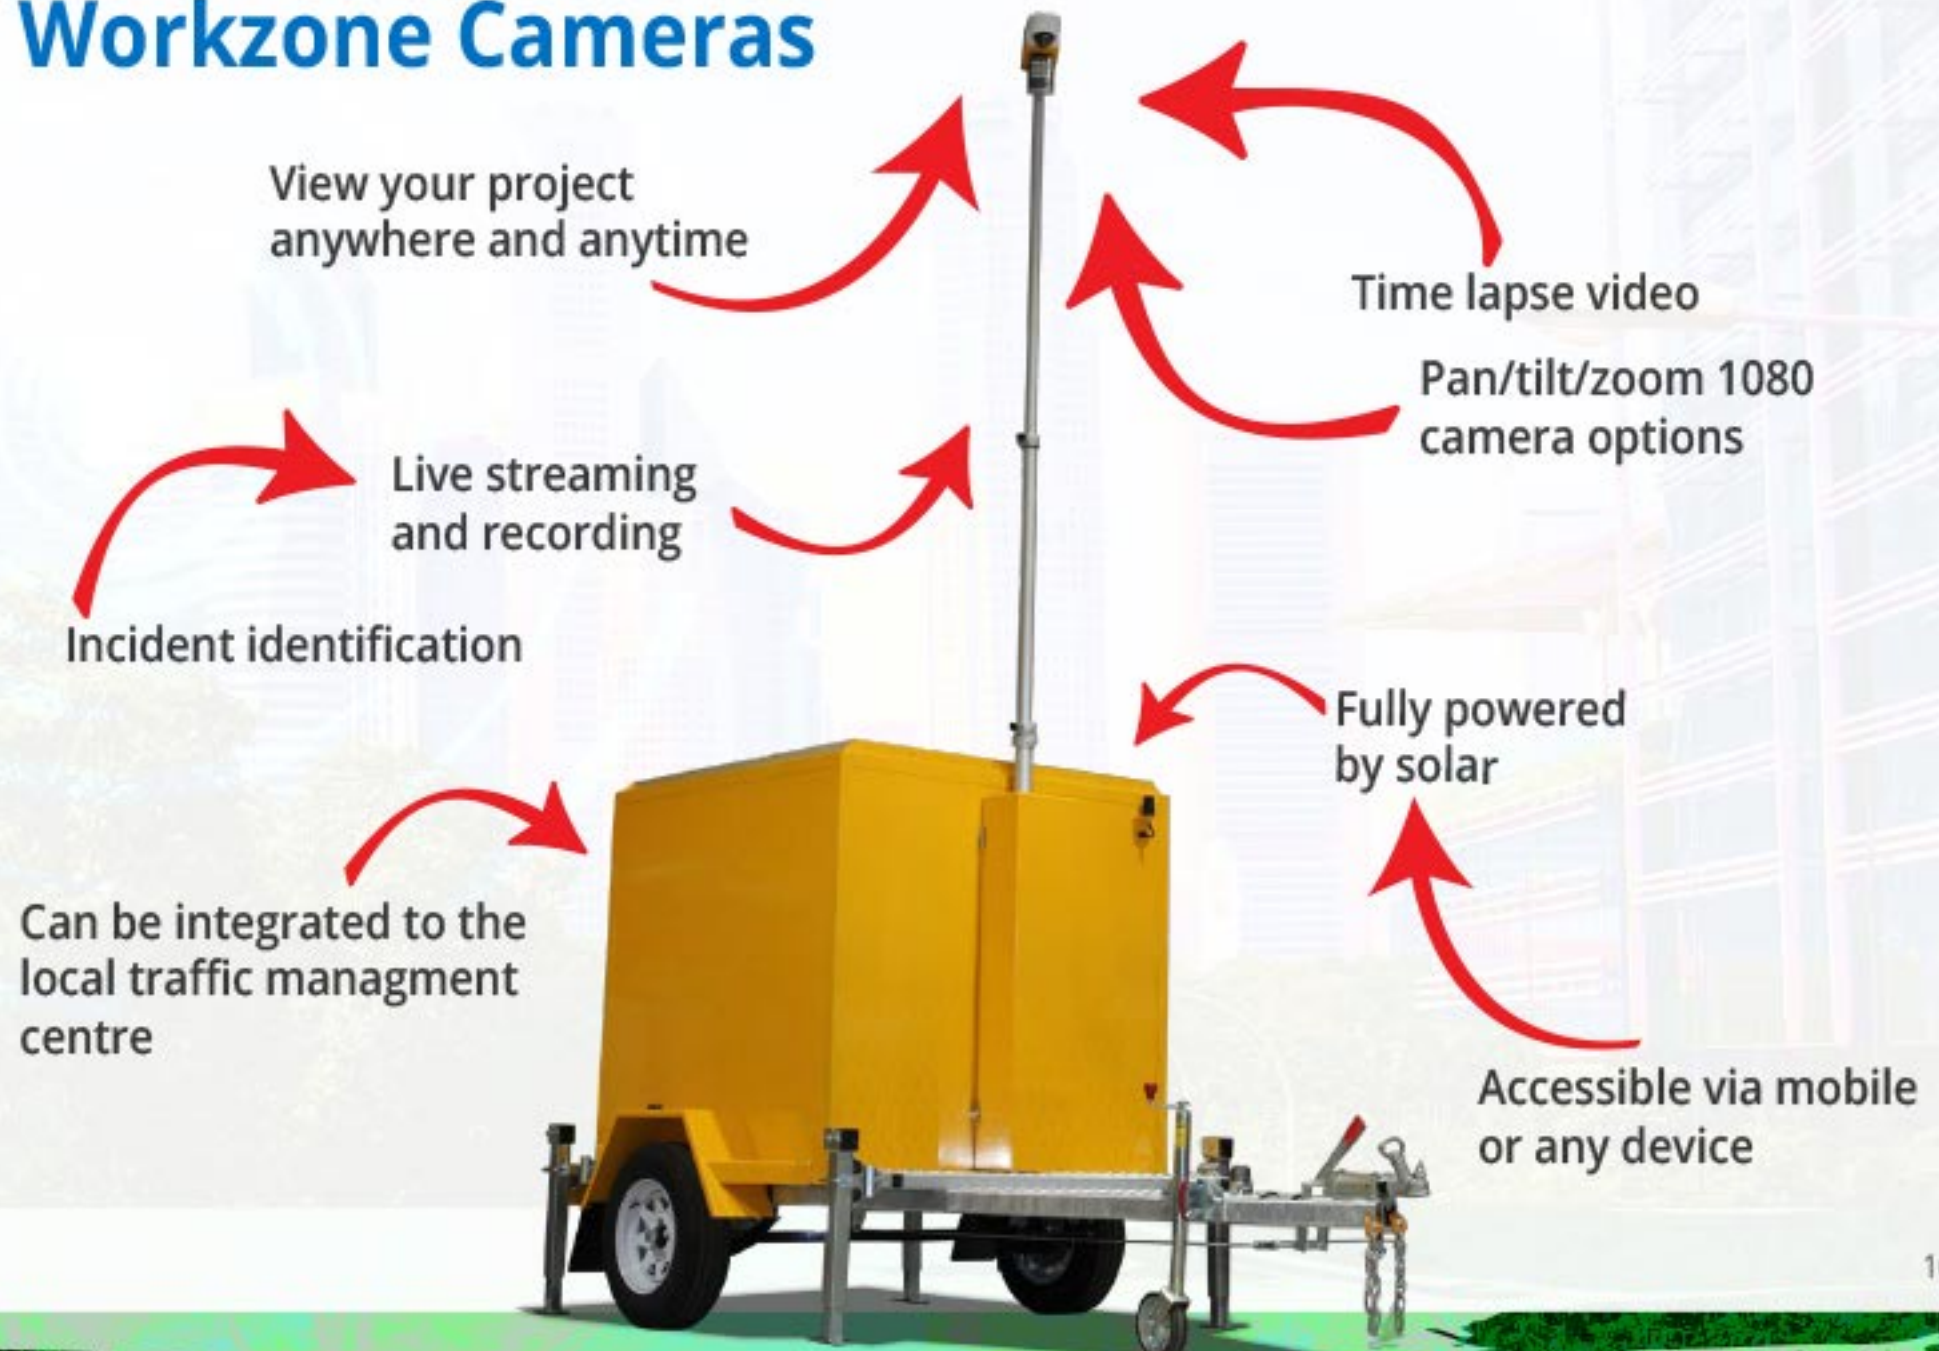 Workzone Cameras
View your project
anywhere and anytime
Time lapse video
Pan/tilt/zoom 1080
camera options
Live streaming
and recording
Incident identification
Fully powered
by solar
Can be integrated to the
local traffic managment
centre
Accessible via mobile
or any device